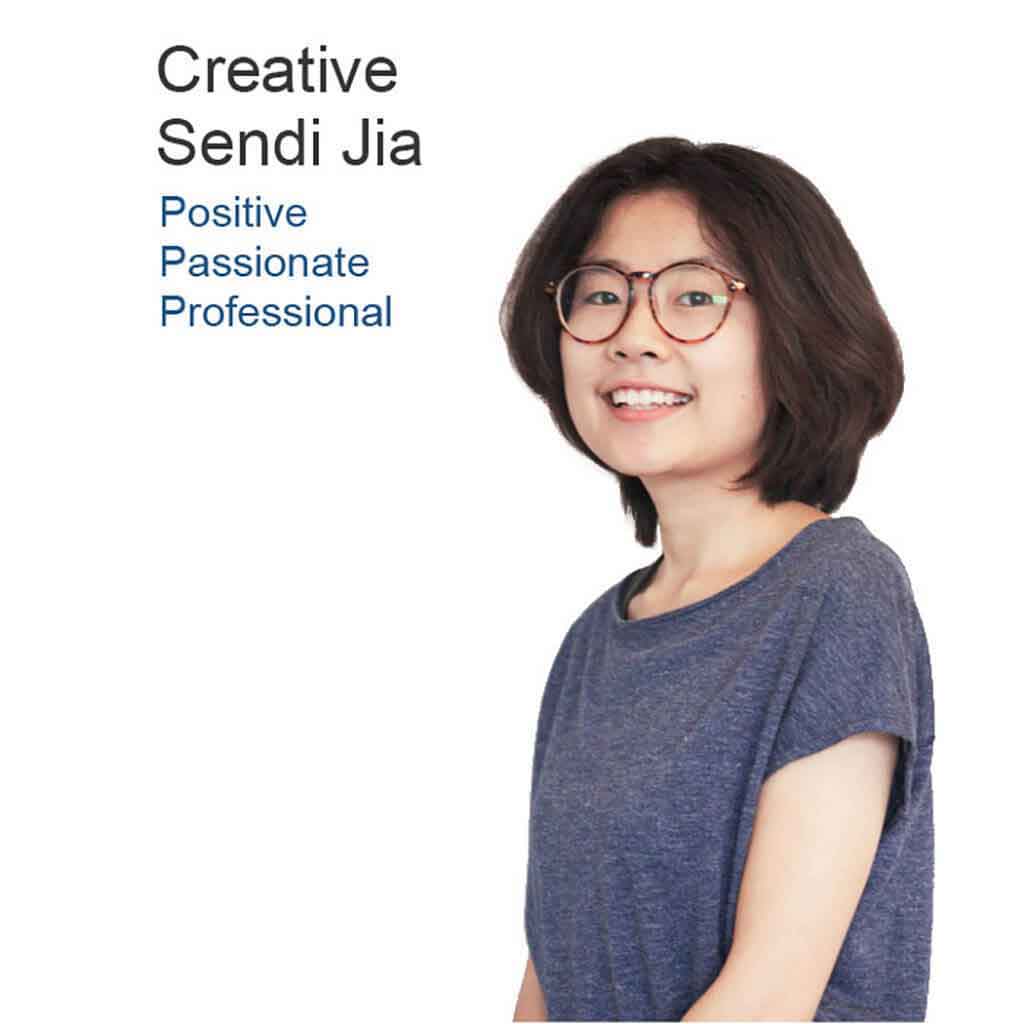 Creative
Sendi Jia
Positive
Passionate
Professional